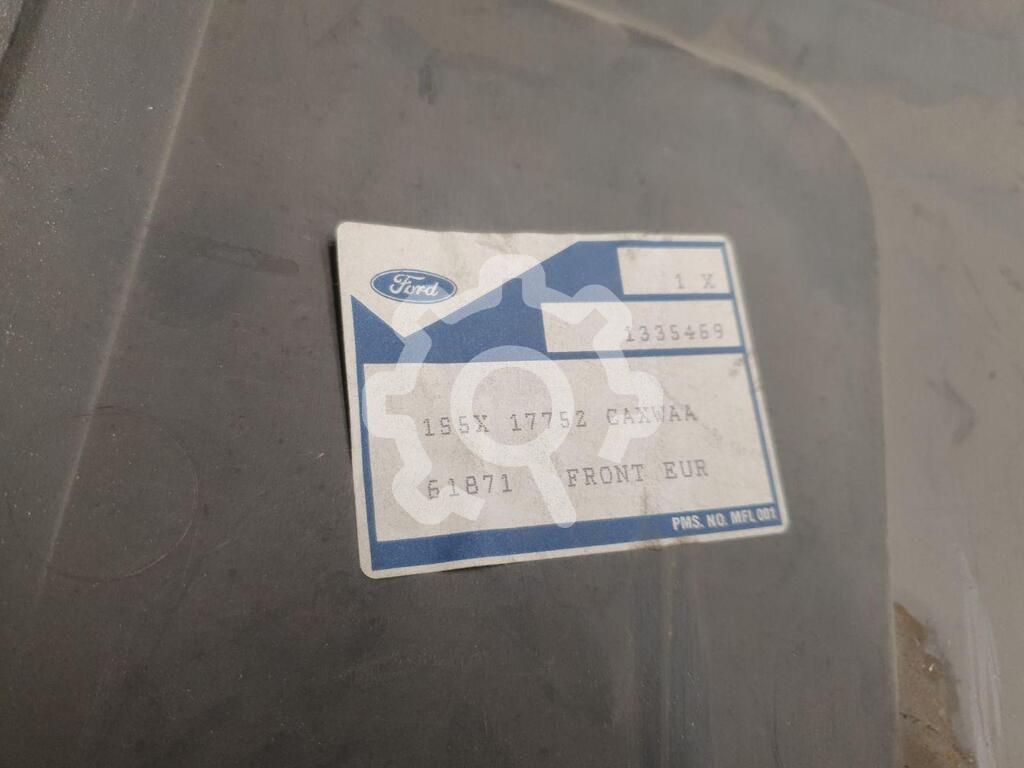 Ford
1 X
1335469
1S5X 17752 CAXWAA
61871 FRONT EUR
PMS. NO. MFL 001